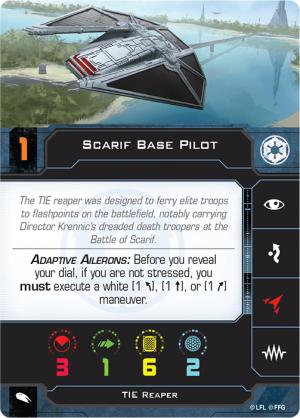 1 SCARIF BASE PILOT
The TIE reaper was designed to ferry elite troops
to flashpoints on the battlefield, notably carrying
Director Krennic's dreaded death troopers at the
Battle of Scarif.
ADAPTIVE AILERONS: Before you reveal
your dial, if you are not stressed, you
must execute a white (1 ↰), (1 ↑), or (1 ↱)
maneuver.
3 1 6 2
TIE REAPER
© LFL © FFG